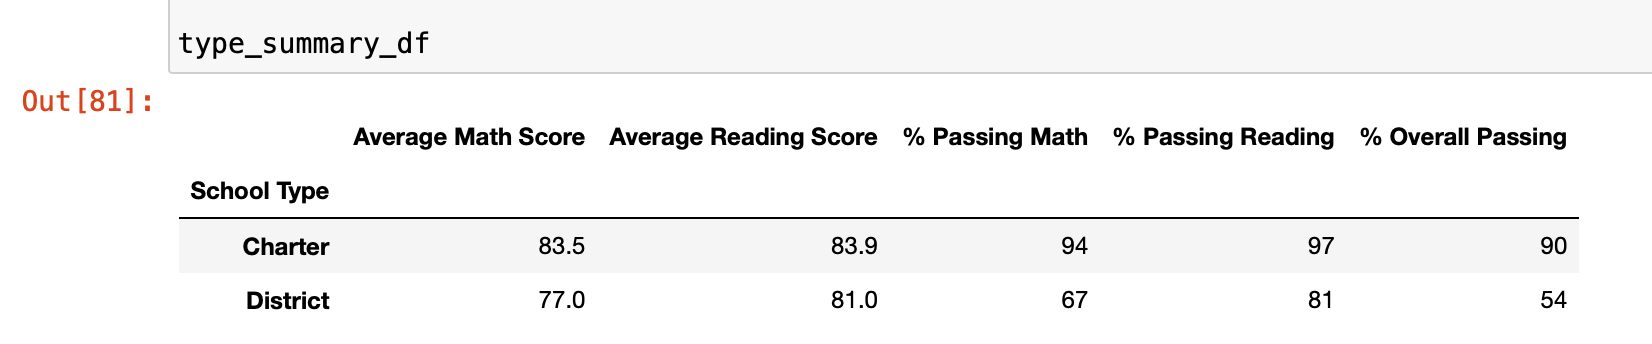 type_summary_df
Out[81]:
Average Math Score Average Reading Score % Passing Math % Passing Reading % Overall Passing
School Type
Charter 83.5 83.9 94 97 90
District 77.0 81.0 67 81 54